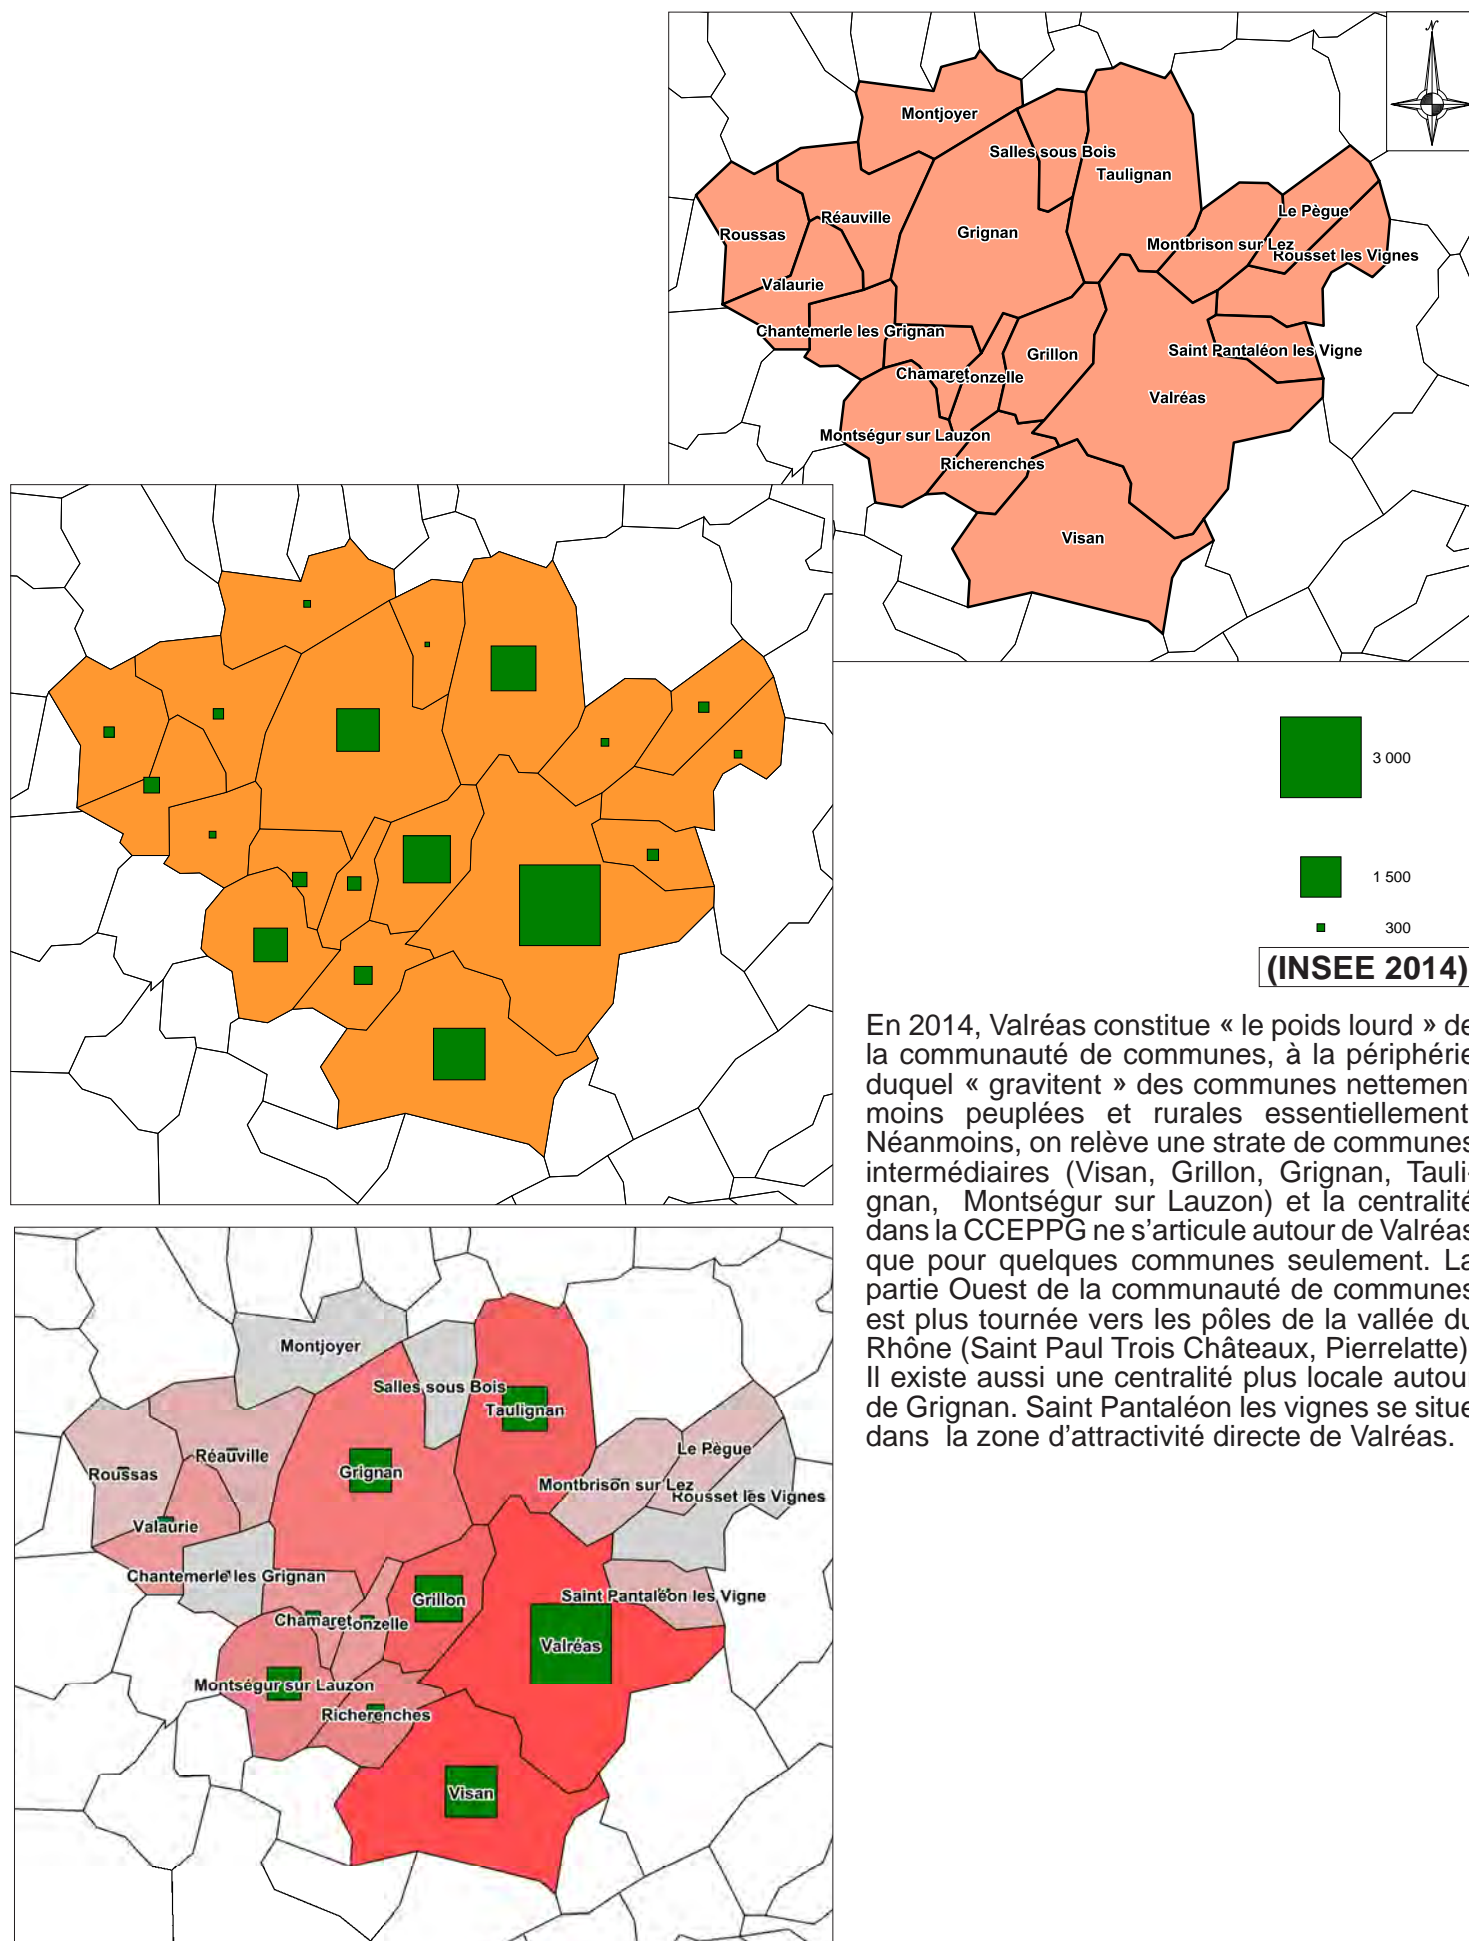 N
Montjoyer
Salles sous Bois
Taulignan
Le Pègue
Réauville
Roussas
Grignan
Montbrison sur Lez
Rousset les Vignes
Valaurie
Chantemerle les Grignan
Grillon
Saint Pantaléon les Vigne
Chamaret
Valréas
Montségur sur Lauzon
Richerenches
Visan
3 000
1 500
300
(INSEE 2014)
En 2014, Valréas constitue « le poids lourd » de
la communauté de communes, à la périphérie
duquel « gravitent » des communes nettement
moins peuplées et rurales essentiellement
Néanmoins, on relève une strate de communes
intermédiaires (Visan, Grillon, Grignan, Tauli-
gnan, Montségur sur Lauzon) et la centralité
dans la CCEPPG ne s’articule autour de Valréas
que pour quelques communes seulement. La
partie Ouest de la communauté de communes
est plus tournée vers les pôles de la vallée du
Rhône (Saint Paul Trois Châteaux, Pierrelatte)
Il existe aussi une centralité plus locale autour
de Grignan. Saint Pantaléon les vignes se situe
dans la zone d’attractivité directe de Valréas.
Montjoyer
Salles sous Bois
Taulignan
Le Pègue
Réauville
Roussas
Grignan
Montbrison sur Lez
Rousset les Vignes
Valaurie
Chantemerle les Grignan
Grillon
Saint Pantaléon les Vigne
Chamaret
Valréas
Montségur sur Lauzon
Richerenches
Visan